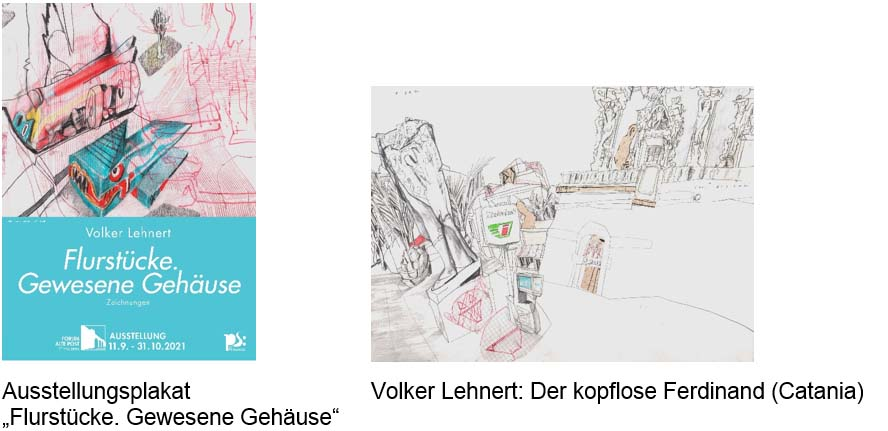 Volker Lehnert
Flurstücke.
Gewesene Gehäuse
Zeichnungen
FORUM
ALTE POST
AUSSTELLUNG
11.9. - 31.10.2021
ps:
Ausstellungsplakat
„Flurstücke. Gewesene Gehäuse“
Volker Lehnert: Der kopflose Ferdinand (Catania)